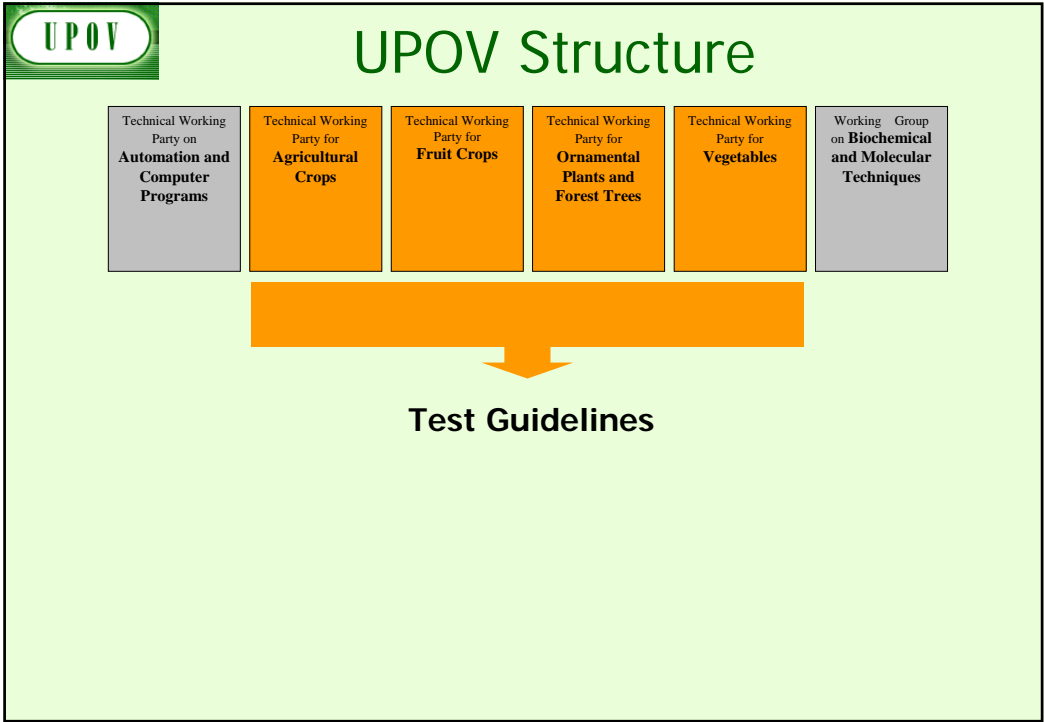 UPOV
UPOV Structure
Technical Working
Party on
Automation and
Computer
Programs
Technical Working
Party for
Agricultural
Crops
Technical Working
Party for
Fruit Crops
Technical Working
Party for
Ornamental
Plants and
Forest Trees
Technical Working
Party for
Vegetables
Working Group
on Biochemical
and Molecular
Techniques
Test Guidelines